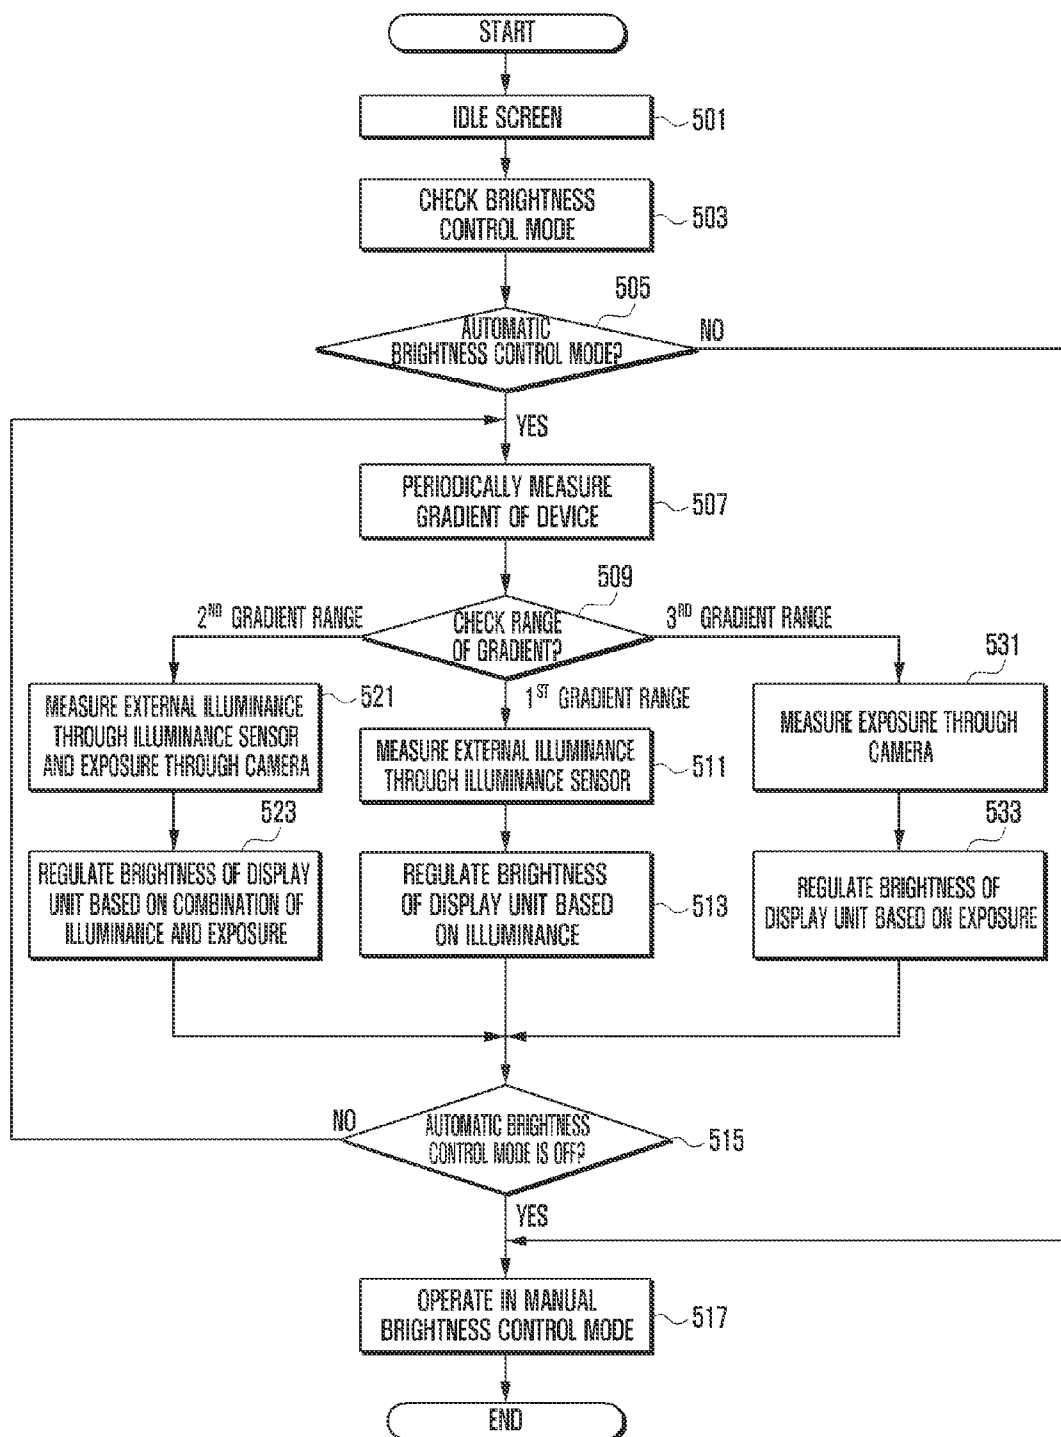 START
IDLE SCREEN
501
CHECK BRIGHTNESS
CONTROL MODE
503
505
AUTOMATIC
BRIGHTNESS CONTROL MODE?
NO
YES
PERIODICALLY MEASURE
GRADIENT OF DEVICE
507
509
2ND GRADIENT RANGE
CHECK RANGE
OF GRADIENT?
3RD GRADIENT RANGE
521
1ST GRADIENT RANGE
531
MEASURE EXTERNAL ILLUMINANCE
THROUGH ILLUMINANCE SENSOR
AND EXPOSURE THROUGH CAMERA
MEASURE EXTERNAL ILLUMINANCE
THROUGH ILLUMINANCE SENSOR
511
MEASURE EXPOSURE THROUGH
CAMERA
523
533
REGULATE BRIGHTNESS OF DISPLAY
UNIT BASED ON COMBINATION OF
ILLUMINANCE AND EXPOSURE
REGULATE BRIGHTNESS
OF DISPLAY UNIT BASED
ON ILLUMINANCE
513
REGULATE BRIGHTNESS OF
DISPLAY UNIT BASED ON EXPOSURE
NO
AUTOMATIC BRIGHTNESS
CONTROL MODE IS OFF?
515
YES
OPERATE IN MANUAL
BRIGHTNESS CONTROL MODE
517
END